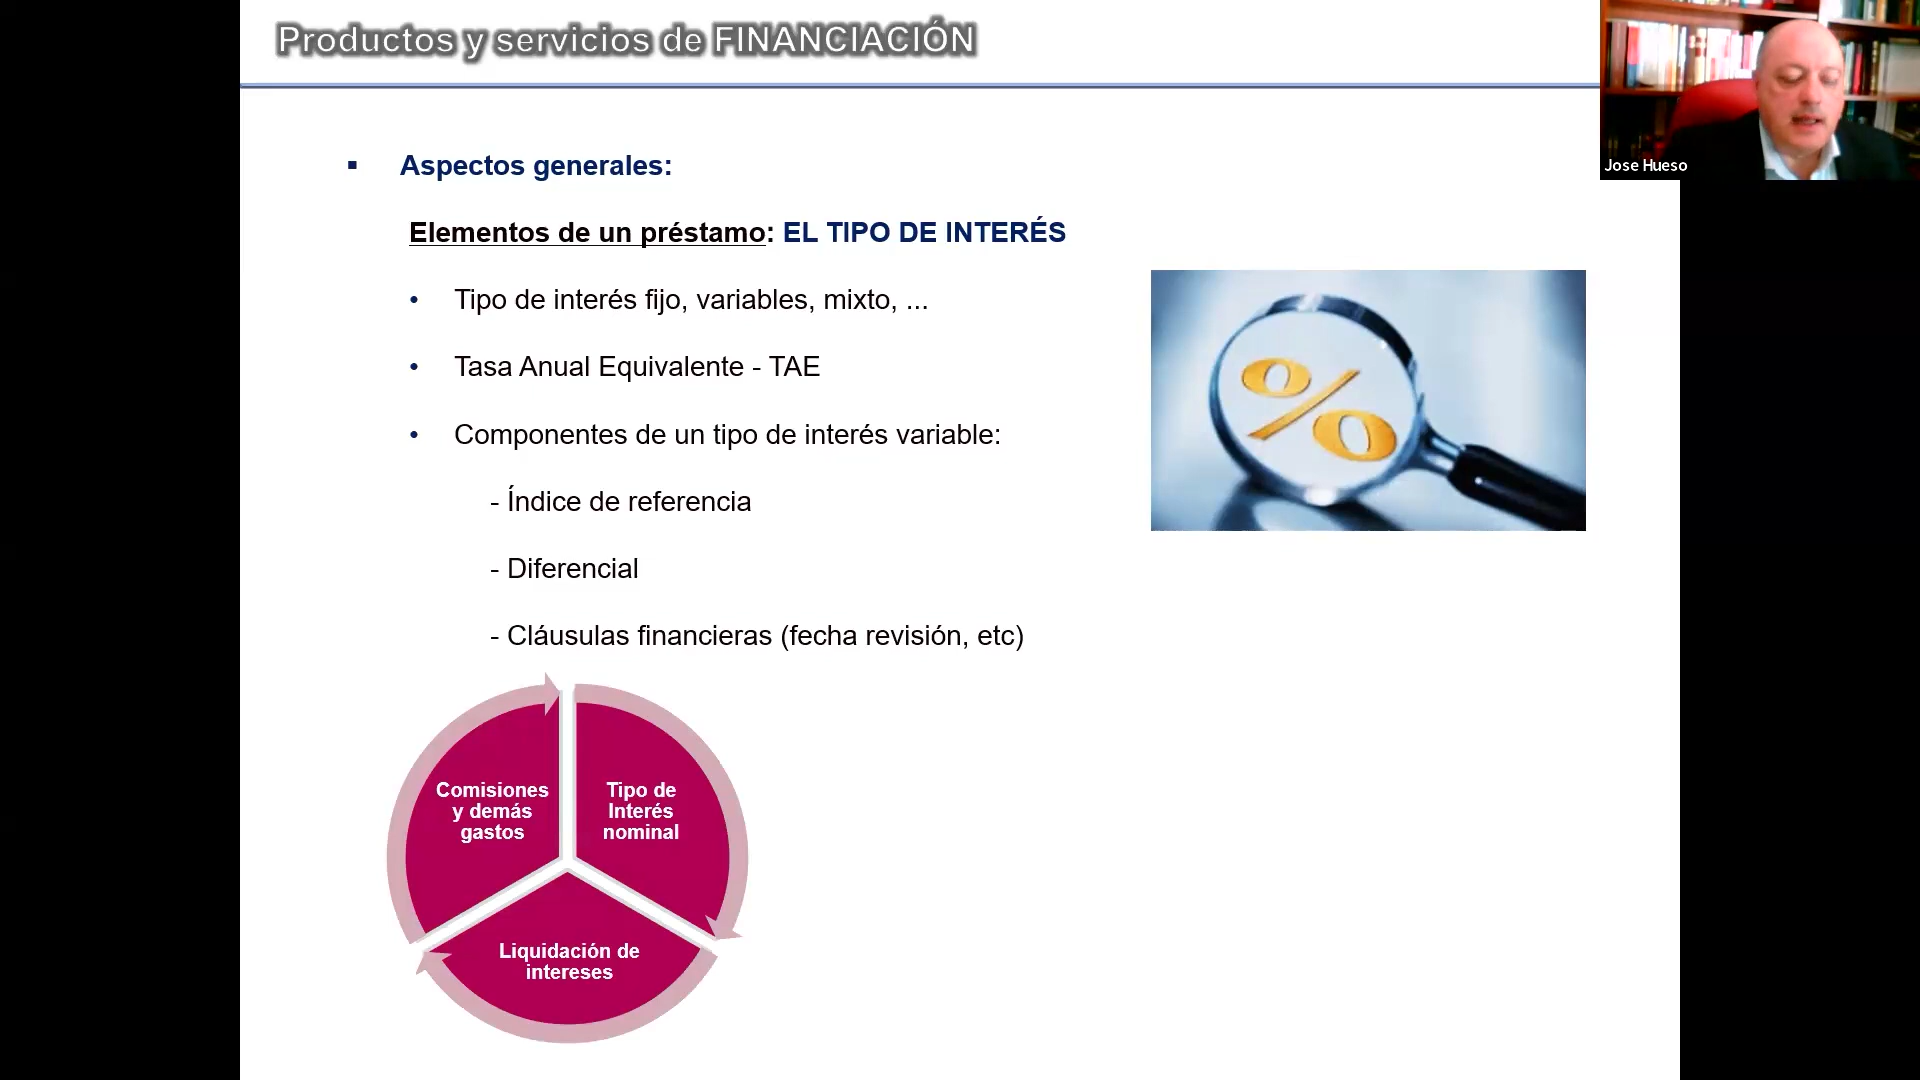 Productos y servicios de FINANCIACIÓN
Jose Hueso
▪ Aspectos generales:
Elementos de un préstamo: EL TIPO DE INTERÉS
• Tipo de interés fijo, variables, mixto, ...
• Tasa Anual Equivalente - TAE
• Componentes de un tipo de interés variable:
- Índice de referencia
- Diferencial
- Cláusulas financieras (fecha revisión, etc)
%
Comisiones
y demás
gastos
Tipo de
Interés
nominal
Liquidación de
intereses